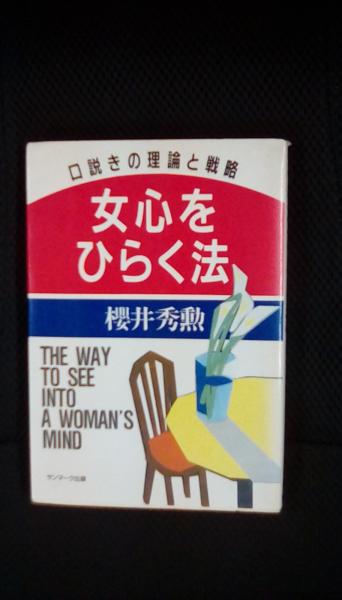 口説きの理論と戦略
女心を
ひらく法
櫻井秀勲
THE WAY
TO SEE
INTO
A WOMAN'S
MIND
サンマーク出版